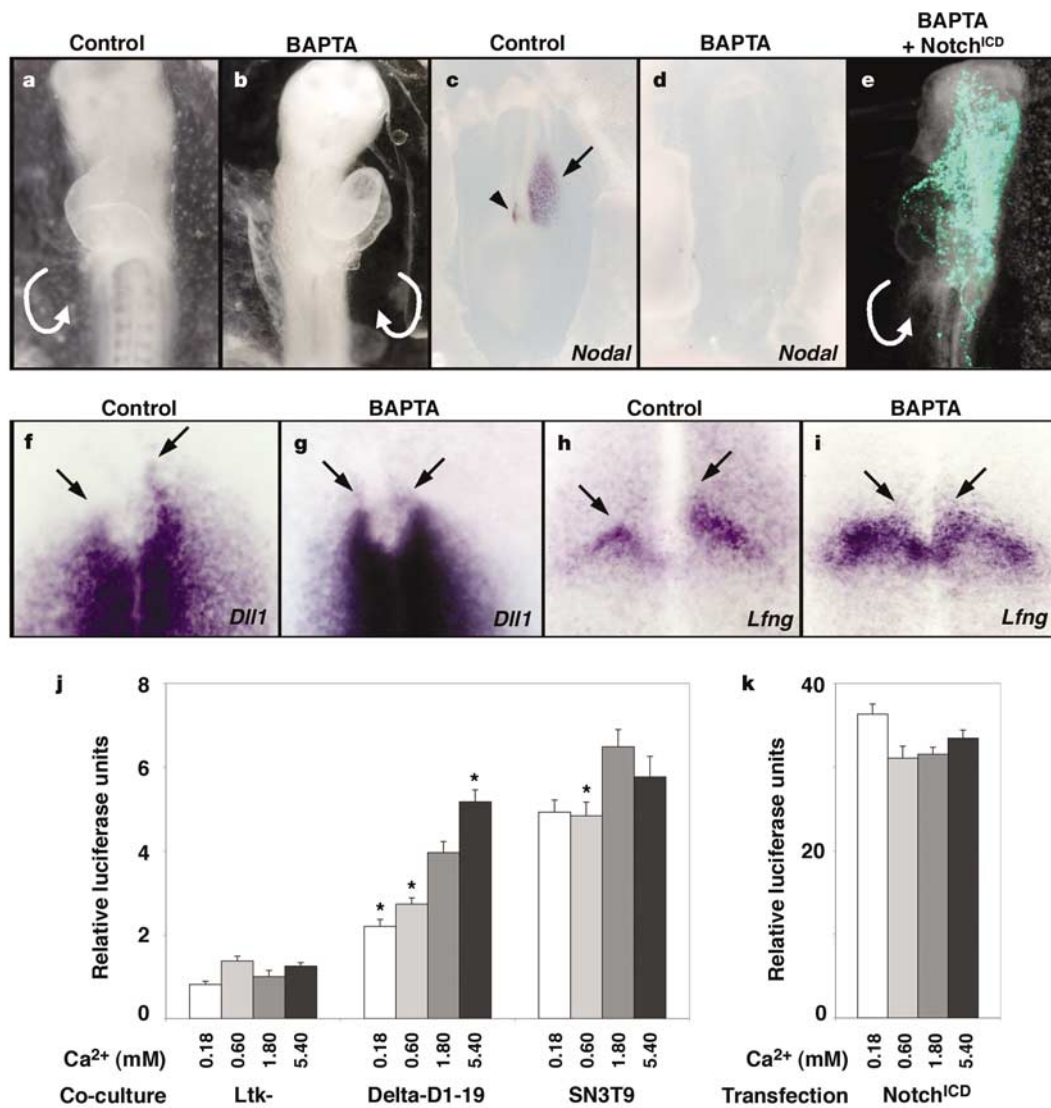 Control
BAPTA
Control
BAPTA
BAPTA
+ Notch^ICD
a
b
c
d
e
Nodal
Nodal
Control
BAPTA
Control
BAPTA
f
g
h
i
Dll1
Dll1
Lfng
Lfng
j
8
6
4
2
0
Relative luciferase units
*
*
*
*
Ca2+ (mM)
0.18
0.60
1.80
5.40
0.18
0.60
1.80
5.40
0.18
0.60
1.80
5.40
Co-culture
Ltk-
Delta-D1-19
SN3T9
k
40
20
0
Relative luciferase units
Ca2+ (mM)
0.18
0.60
1.80
5.40
Transfection
Notch^ICD